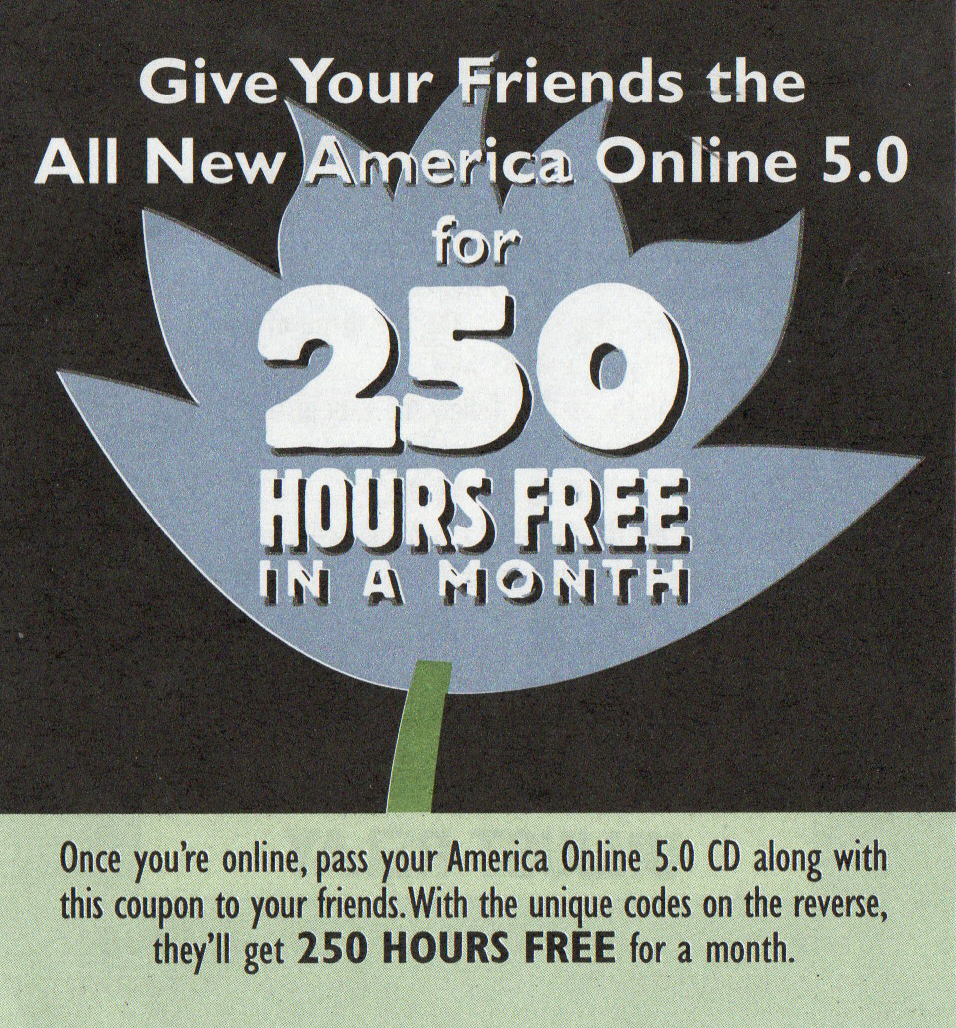 Give Your Friends the
All New America Online 5.0
for
250
HOURS FREE
IN A MONTH
Once you're online, pass your America Online 5.0 CD along with
this coupon to your friends. With the unique codes on the reverse,
they'll get 250 HOURS FREE for a month.